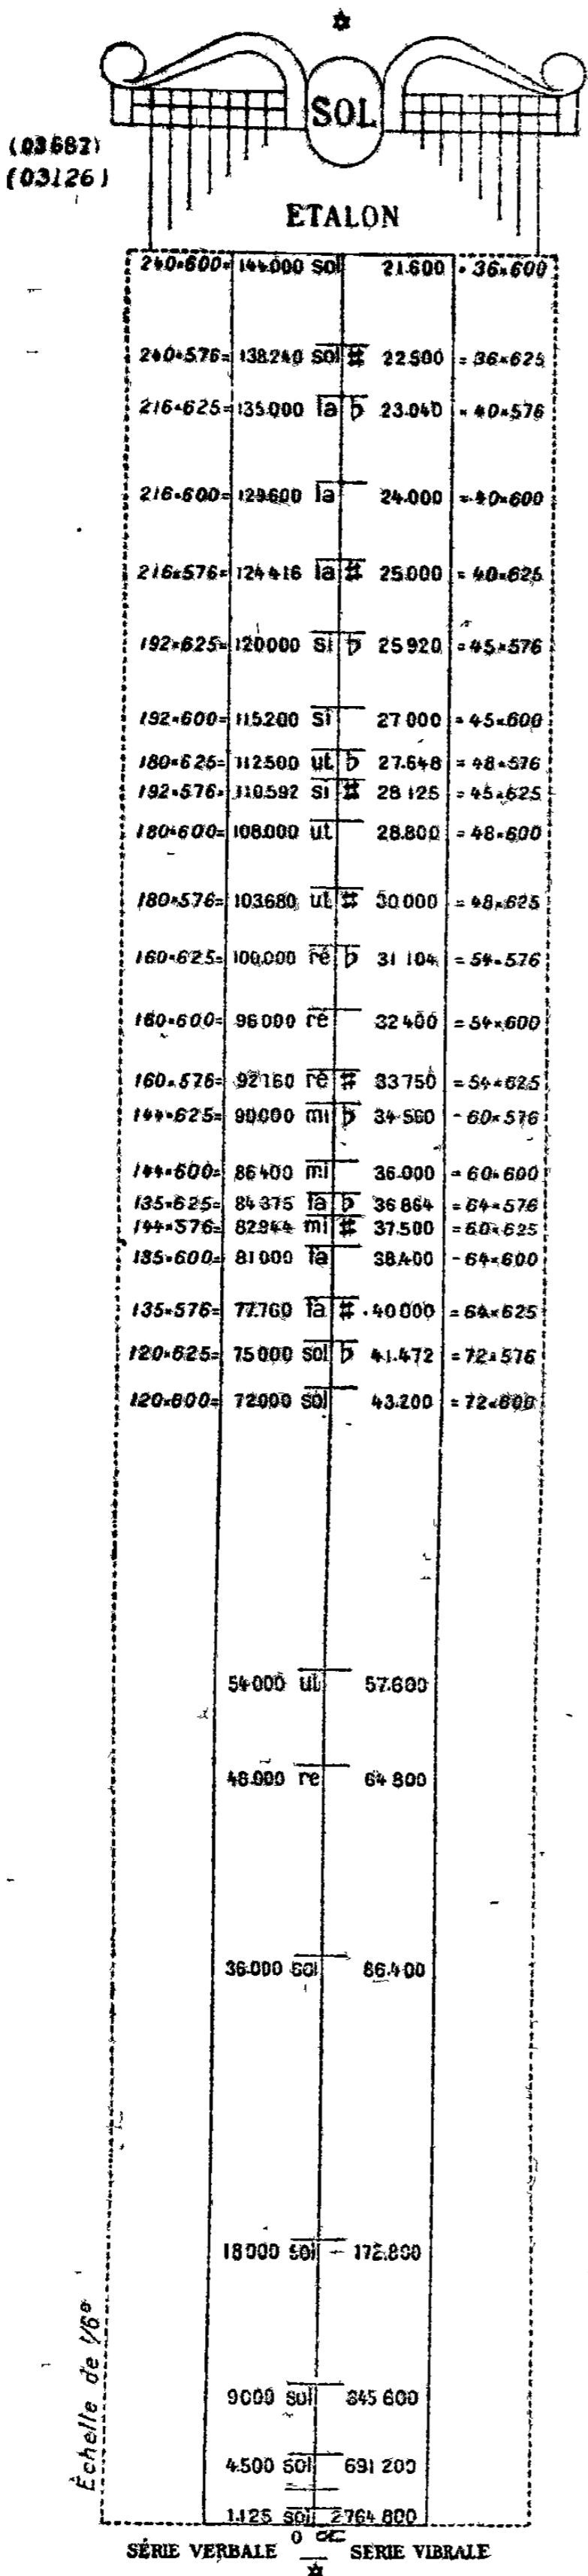 SOL
(03687)
(03126)
ETALON
240×600= 144.000 sol 21.600 = 36×600
240×576= 138.240 sol # 22.500 = 36×625
216×625= 135.000 la ♭ 23.040 = 40×576
216×600= 129.600 la 24.000 = 40×600
216×576= 124.416 la # 25.000 = 40×625
192×625= 120.000 si ♭ 25.920 = 45×576
192×600= 115.200 si 27.000 = 45×600
180×625= 112.500 ut ♭ 27.648 = 48×576
192×576= 110.592 si # 28.125 = 45×625
180×600= 108.000 ut 28.800 = 48×600
180×576= 103.680 ut # 30.000 = 48×625
160×625= 100.000 ré ♭ 31.104 = 54×576
160×600= 96.000 ré 32.400 = 54×600
160×576= 92.160 ré # 33.750 = 54×625
144×625= 90.000 mi ♭ 34.560 = 60×576
144×600= 86.400 mi 36.000 = 60×600
135×625= 84.375 fa ♭ 36.864 = 64×576
144×576= 82.944 mi # 37.500 = 60×625
135×600= 81.000 fa 38.400 = 64×600
135×576= 77.760 fa # 40.000 = 64×625
120×625= 75.000 sol ♭ 41.472 = 72×576
120×600= 72.000 sol 43.200 = 72×600
54.000 ut 57.600
48.000 re 64.800
36.000 sol 86.400
18.000 sol 172.800
9.000 sol 345.600
4.500 sol 691.200
1.125 sol 2.764.800
Échelle de 1/6e
0
SÉRIE VERBALE SERIE VIBRALE